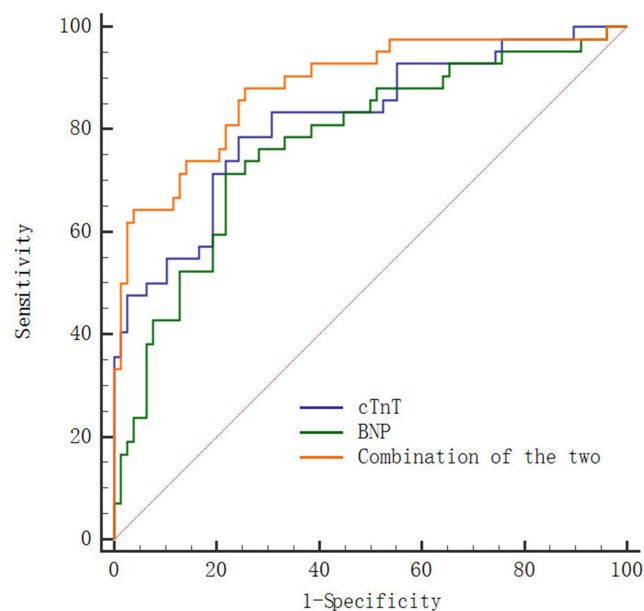 100
80
60
40
20
0
Sensitivity
cTnT
BNP
Combination of the two
0 20 40 60 80 100
1-Specificity